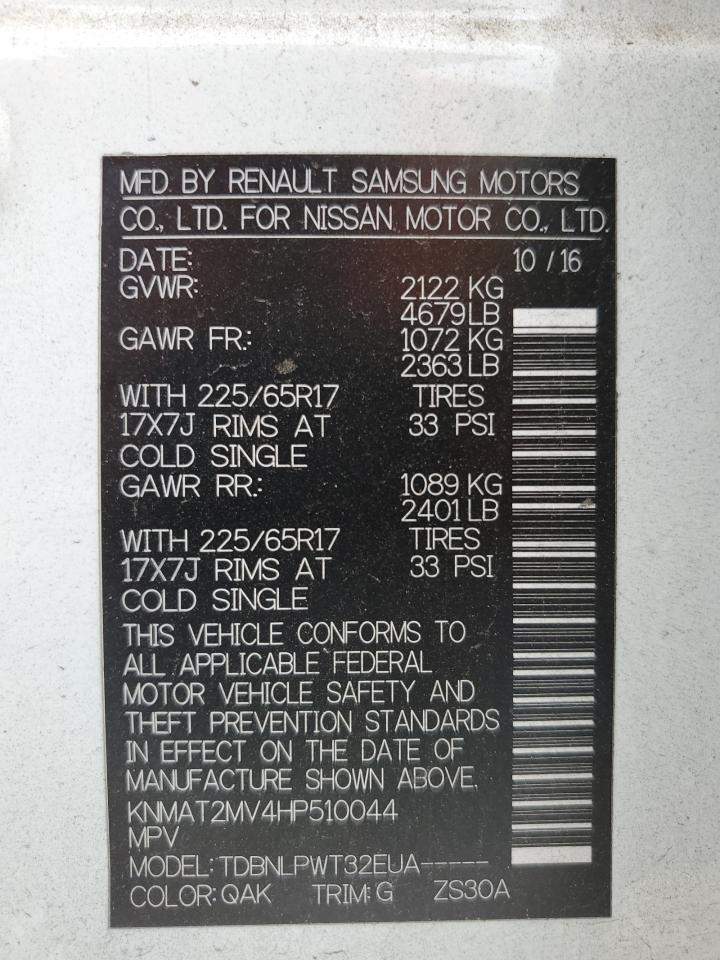 MFD. BY RENAULT SAMSUNG MOTORS
CO., LTD. FOR NISSAN MOTOR CO., LTD.
DATE: 10 / 16
GVWR: 2122 KG
4679 LB
GAWR FR.: 1072 KG
2363 LB
WITH 225/65R17 TIRES
17X7J RIMS AT 33 PSI
COLD SINGLE
GAWR RR.: 1089 KG
2401 LB
WITH 225/65R17 TIRES
17X7J RIMS AT 33 PSI
COLD SINGLE
THIS VEHICLE CONFORMS TO
ALL APPLICABLE FEDERAL
MOTOR VEHICLE SAFETY AND
THEFT PREVENTION STANDARDS
IN EFFECT ON THE DATE OF
MANUFACTURE SHOWN ABOVE.
KNMAT2MV4HP510044
MPV
MODEL: TDBNLPWT32EUA-----
COLOR: QAK TRIM: G ZS30A